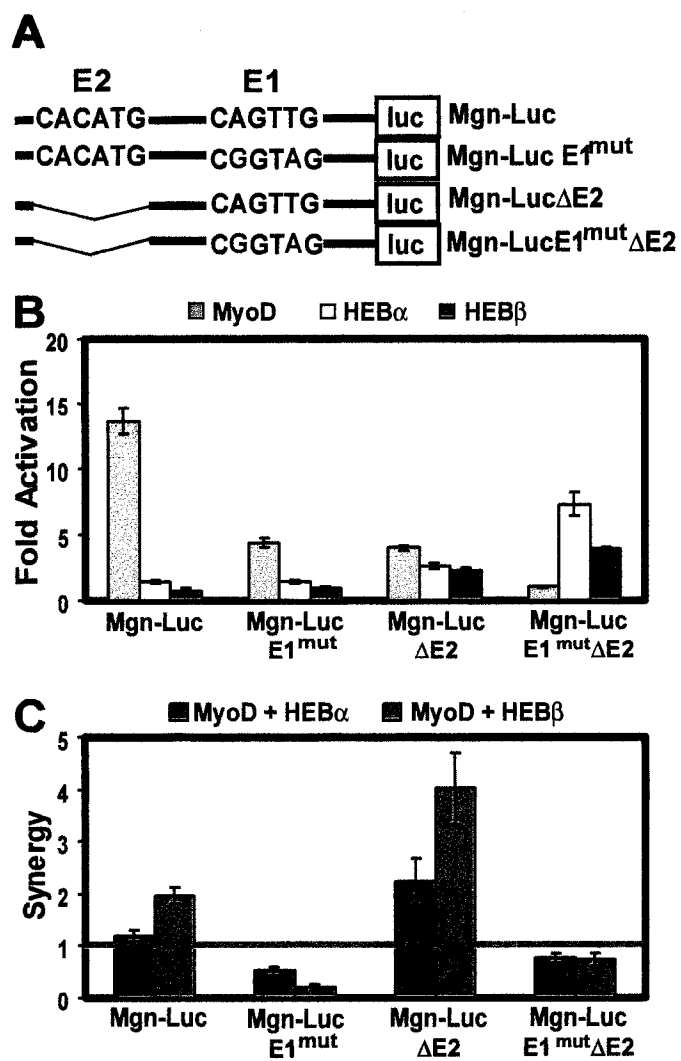 A
E2 E1
CACATG CAGTTG luc Mgn-Luc
CACATG CGGTAG luc Mgn-Luc E1mut
CAGTTG luc Mgn-LucΔE2
CGGTAG luc Mgn-LucE1mutΔE2
B
MyoD HEBα HEBβ
Fold Activation
20
15
10
5
0
Mgn-Luc Mgn-Luc Mgn-Luc Mgn-Luc
E1mut ΔE2 E1mutΔE2
C
MyoD + HEBα MyoD + HEBβ
Synergy
5
4
3
2
1
0
Mgn-Luc Mgn-Luc Mgn-Luc Mgn-Luc
E1mut ΔE2 E1mutΔE2